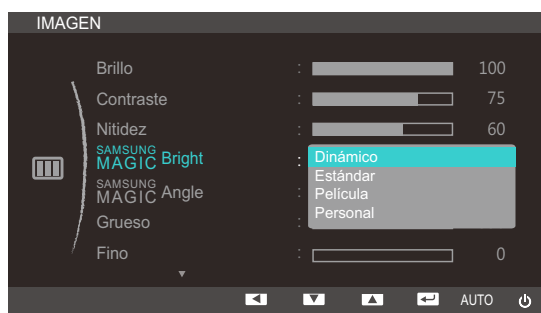 IMAGEN
Brillo : 100
Contraste : 75
Nitidez : 60
SAMSUNG
MAGIC Bright : Dinámico
Estándar
SAMSUNG
MAGIC Angle : Película
Personal
Grueso :
Fino : 0
AUTO